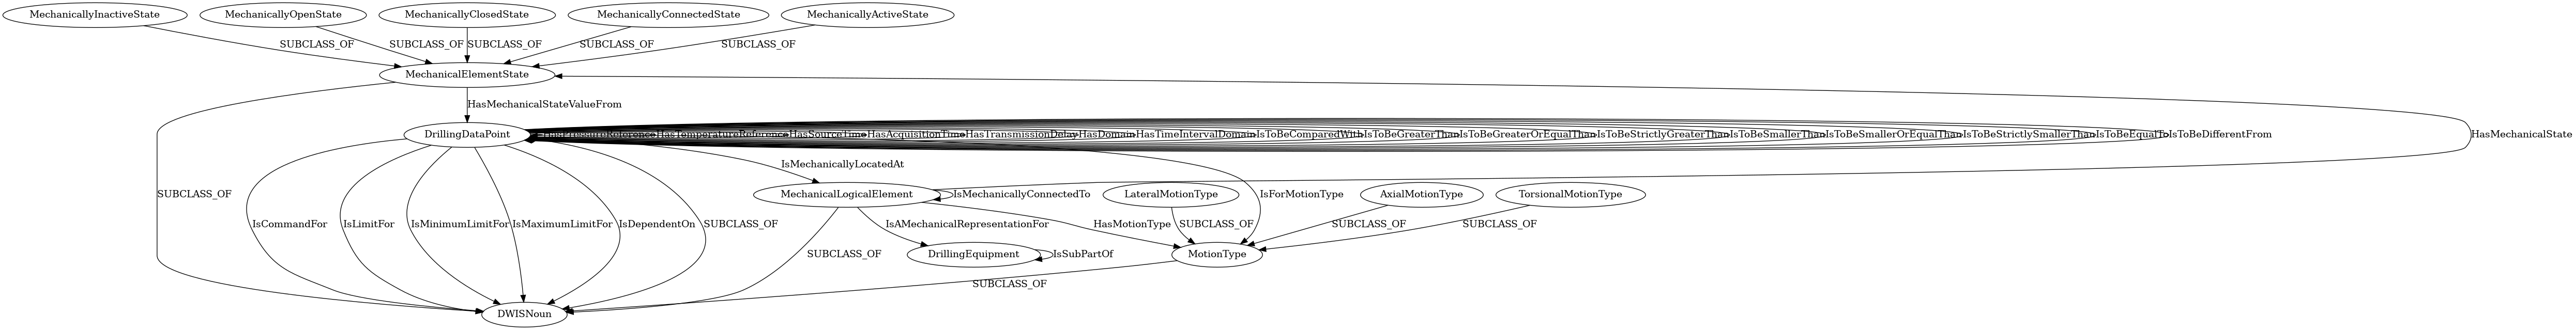 MechanicallyInactiveState
MechanicallyOpenState
MechanicallyClosedState
MechanicallyConnectedState
MechanicallyActiveState
SUBCLASS_OF
SUBCLASS_OF
SUBCLASS_OF
SUBCLASS_OF
SUBCLASS_OF
MechanicalElementState
HasMechanicalStateValueFrom
DrillingDataPoint
HasPressureReference
HasTemperatureReference
HasSourceTime
HasAcquisitionTime
HasTransmissionDelay
HasDomain
HasTimeIntervalDomain
IsToBeComparedWith
IsToBeGreaterThan
IsToBeGreaterOrEqualThan
IsToBeStrictlyGreaterThan
IsToBeSmallerThan
IsToBeSmallerOrEqualThan
IsToBeStrictlySmallerThan
IsToBeEqualTo
IsToBeDifferentFrom
HasMechanicalState
IsMechanicallyLocatedAt
SUBCLASS_OF
MechanicalLogicalElement
IsMechanicallyConnectedTo
LateralMotionType
IsForMotionType
AxialMotionType
TorsionalMotionType
IsCommandFor
IsLimitFor
IsMinimumLimitFor
IsMaximumLimitFor
IsDependentOn
SUBCLASS_OF
IsAMechanicalRepresentationFor
HasMotionType
SUBCLASS_OF
SUBCLASS_OF
SUBCLASS_OF
SUBCLASS_OF
DrillingEquipment
IsSubPartOf
MotionType
SUBCLASS_OF
DWISNoun